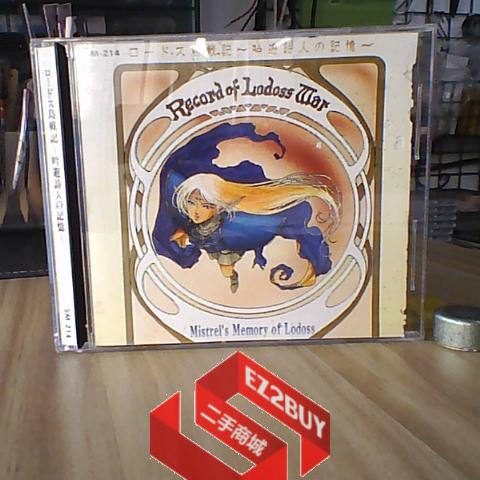 M-214 ロードス島戦記～吟遊詩人の記憶～
Record of Lodoss War
Mistrel's Memory of Lodoss
ロードス島戦記～吟遊詩人の記憶～
SM 214
EZ2BUY
二手商城